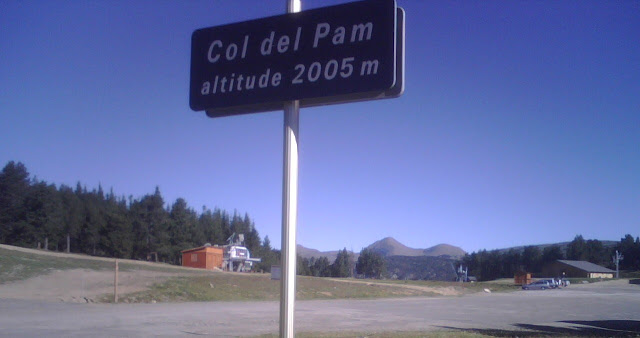 Col del Pam
altitude 2005 m